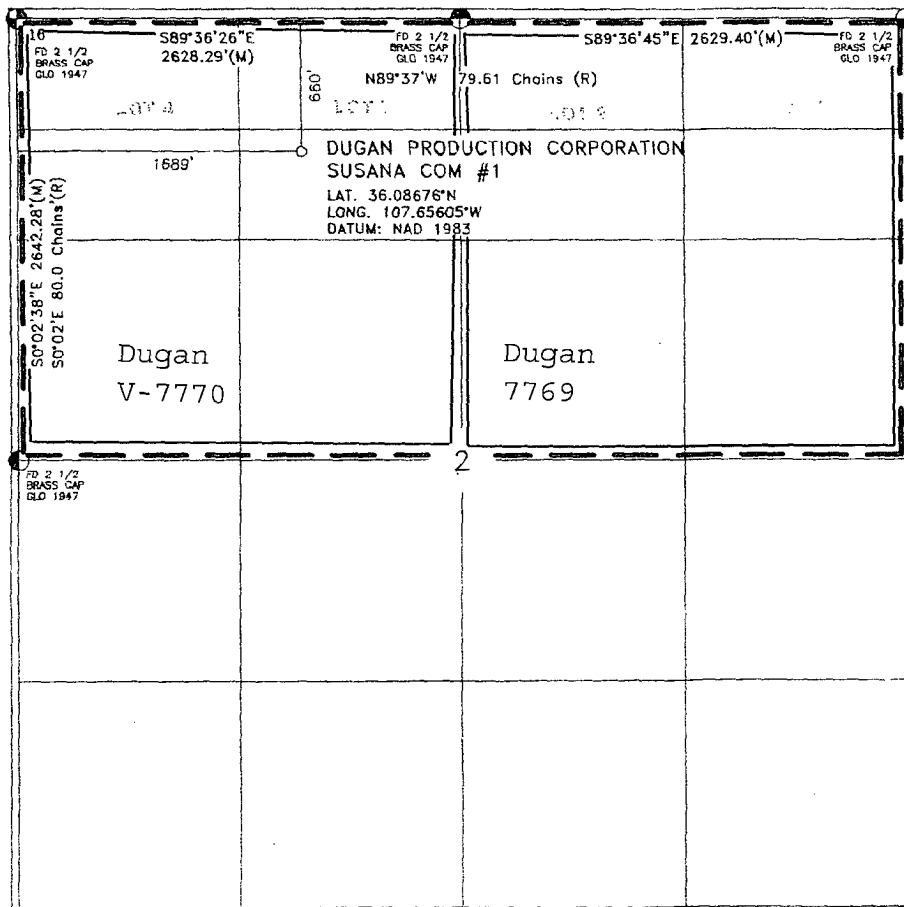 16
S89°36'26"E
2628.29'(M)
FD 2 1/2
BRASS CAP
GLO 1947
FD 2 1/2
BRASS CAP
GLO 1947
S89°36'45"E 2629.40'(M)
FD 2 1/2
BRASS CAP
GLO 1947
N89°37'W 79.61 Chains (R)
660'
LOT 4
1689'
DUGAN PRODUCTION CORPORATION
SUSANA COM #1
LAT. 36.08676°N
LONG. 107.65605°W
DATUM: NAD 1983
S0°02'38"E 2642.28'(M)
S0°02'E 80.0 Chains'(R)
Dugan
V-7770
Dugan
7769
2
FD 2 1/2
BRASS CAP
GLO 1947